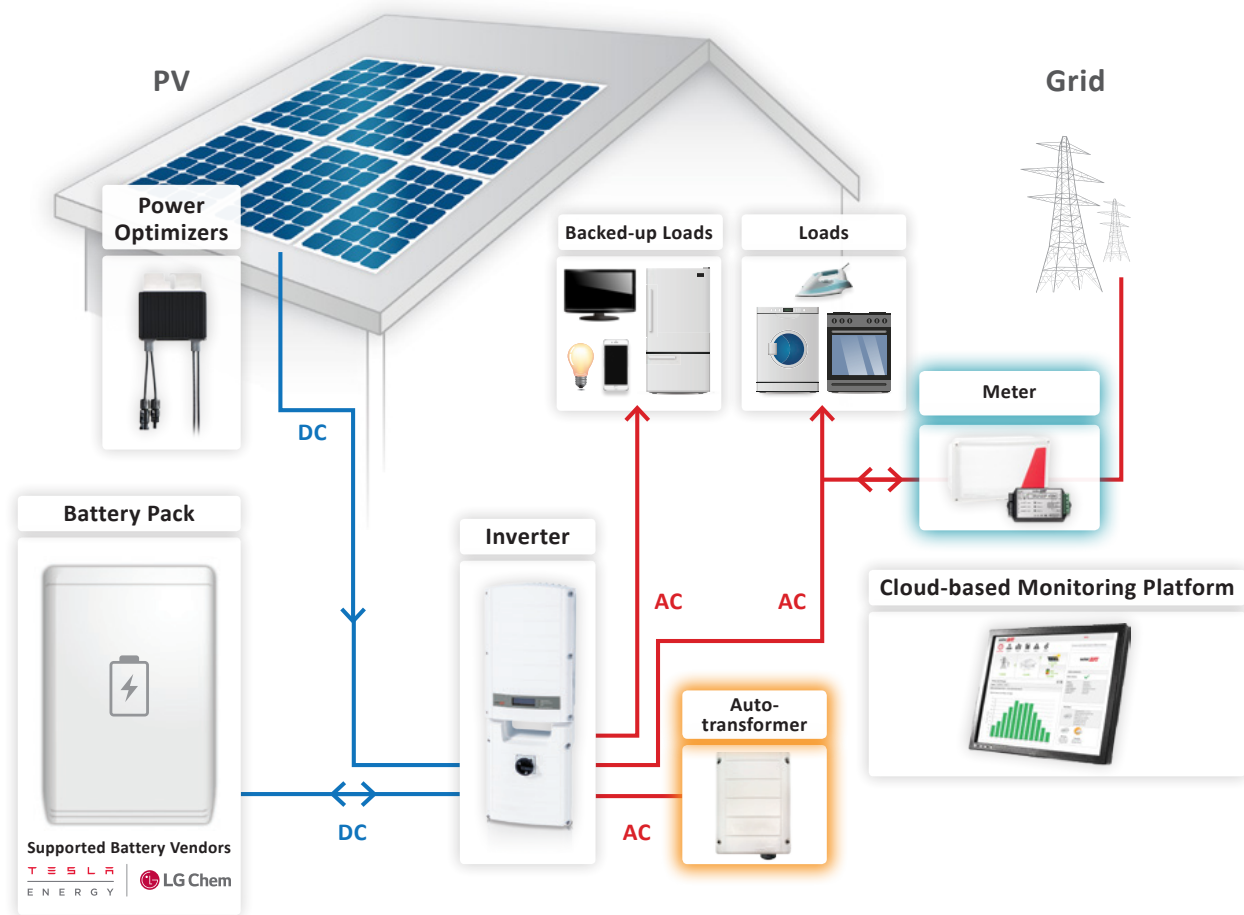 PV
Grid
Power
Optimizers
Backed-up Loads
Loads
Meter
DC
Battery Pack
Inverter
AC
AC
Cloud-based Monitoring Platform
Auto-
transformer
DC
AC
Supported Battery Vendors
TESLA
ENERGY
LG Chem